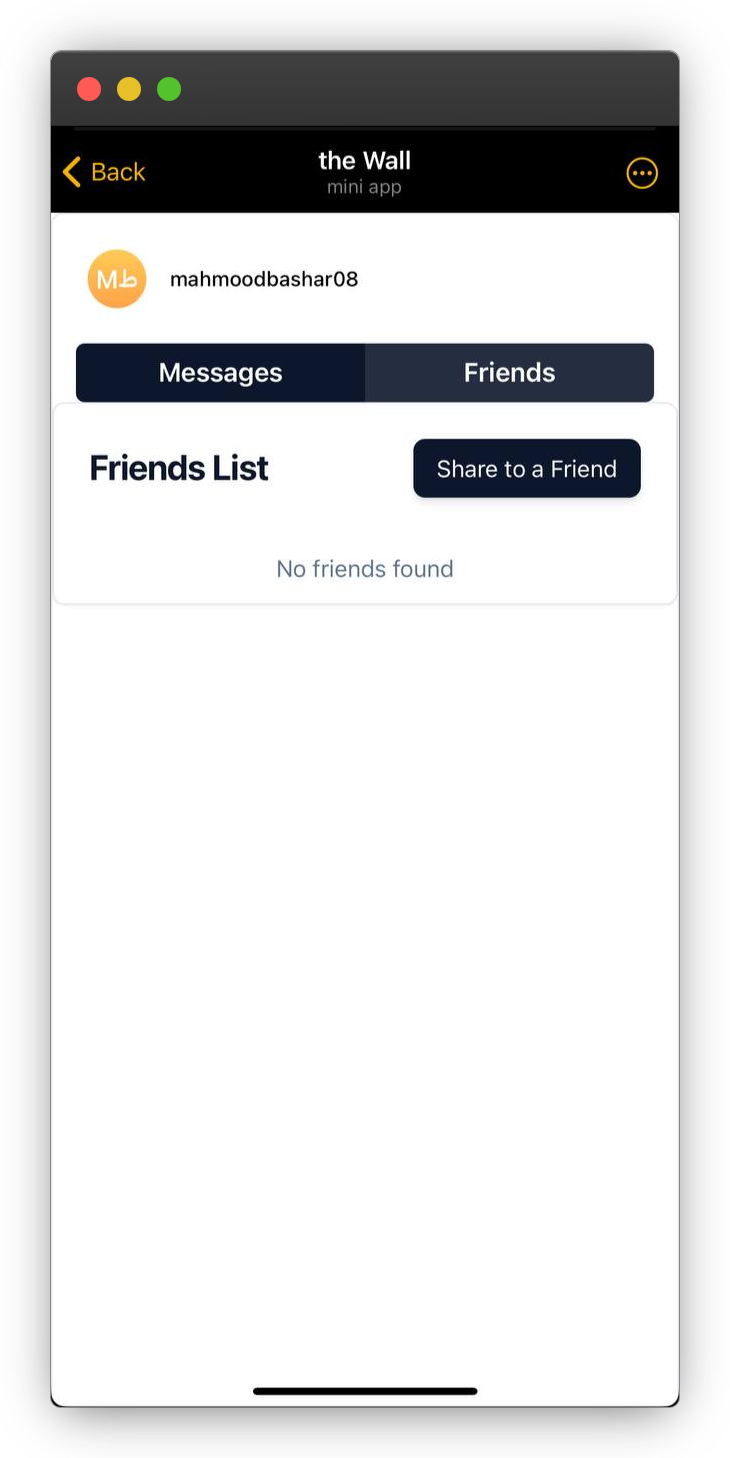 Back
the Wall
mini app
Mط
mahmoodbashar08
Messages
Friends
Friends List
Share to a Friend
No friends found